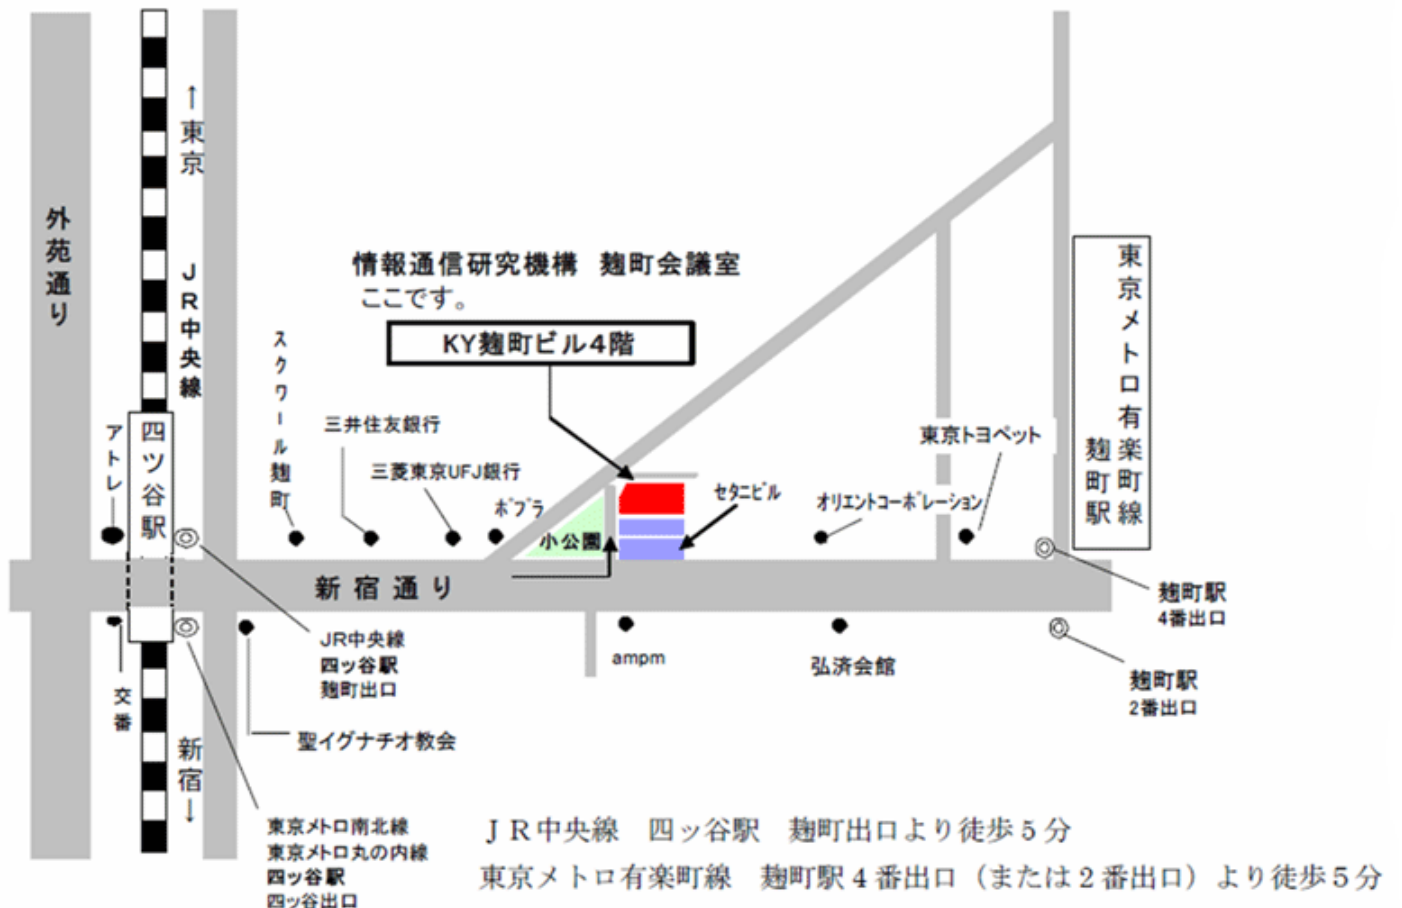 ↑東京
外苑通り
JR中央線
情報通信研究機構　麹町会議室
ここです。
KY麹町ビル4階
東京メトロ有楽町線
麹町駅
スクワール麹町
三井住友銀行
三菱東京UFJ銀行
ﾎﾟﾌﾟﾗ
アトレ
四ツ谷駅
小公園
ｾﾀﾆﾋﾞﾙ
オリエントコーポレーション
東京トヨペット
新宿通り
麹町駅
4番出口
JR中央線
四ッ谷駅
麹町出口
ampm
弘済会館
麹町駅
2番出口
交番
聖イグナチオ教会
新宿↓
東京メトロ南北線
東京メトロ丸の内線
四ッ谷駅
四ッ谷出口
ＪＲ中央線　四ッ谷駅　麹町出口より徒歩５分
東京メトロ有楽町線　麹町駅４番出口（または２番出口）より徒歩５分